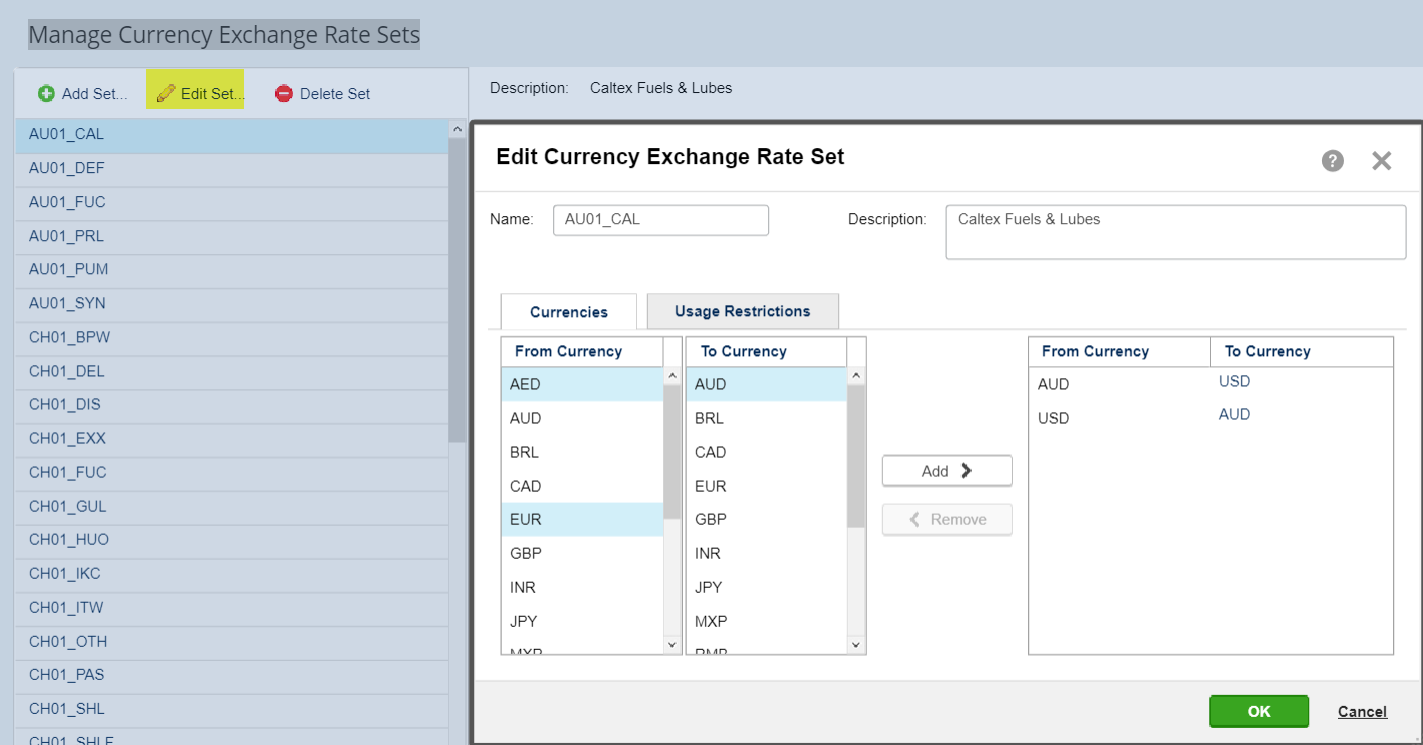 Manage Currency Exchange Rate Sets
Add Set... Edit Set... Delete Set
Description: Caltex Fuels & Lubes
AU01_CAL
AU01_DEF
AU01_FUC
AU01_PRL
AU01_PUM
AU01_SYN
CH01_BPW
CH01_DEL
CH01_DIS
CH01_EXX
CH01_FUC
CH01_GUL
CH01_HUO
CH01_IKC
CH01_ITW
CH01_OTH
CH01_PAS
CH01_SHL
CH01_SHLF
Edit Currency Exchange Rate Set ?
Name: AU01_CAL Description: Caltex Fuels & Lubes
Currencies Usage Restrictions
From Currency To Currency
AED AUD
AUD BRL
BRL CAD
CAD EUR
EUR GBP
GBP INR
INR JPY
JPY MXP
MXP RMB
Add
Remove
From Currency To Currency
AUD USD
USD AUD
OK Cancel